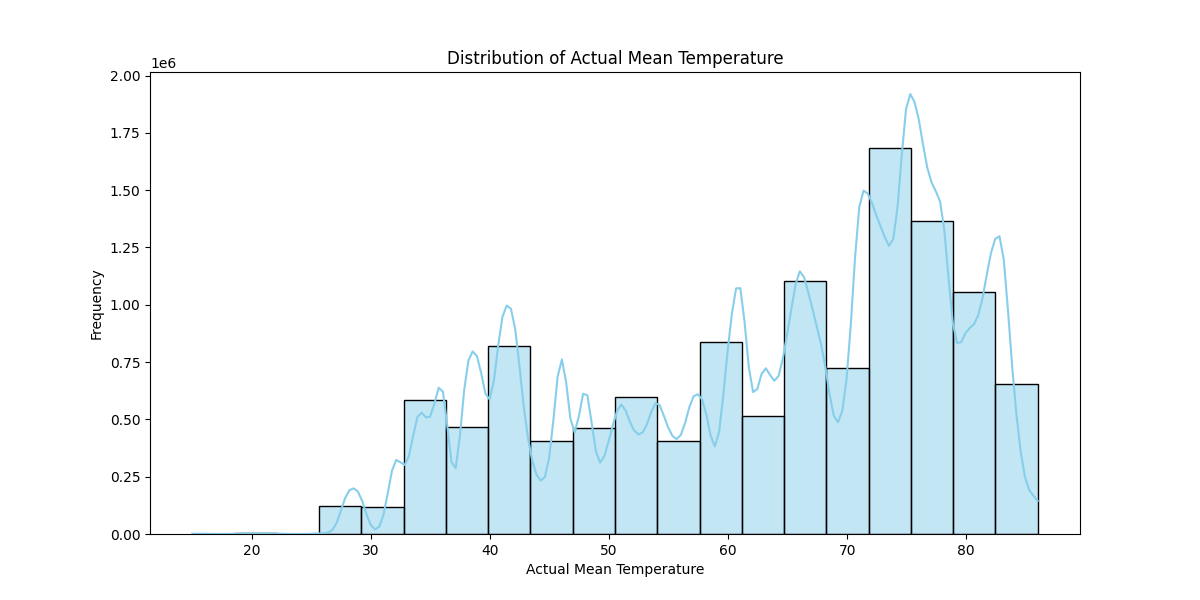 Distribution of Actual Mean Temperature
1e6
2.00
1.75
1.50
1.25
1.00
0.75
0.50
0.25
0.00
Frequency
20 30 40 50 60 70 80
Actual Mean Temperature